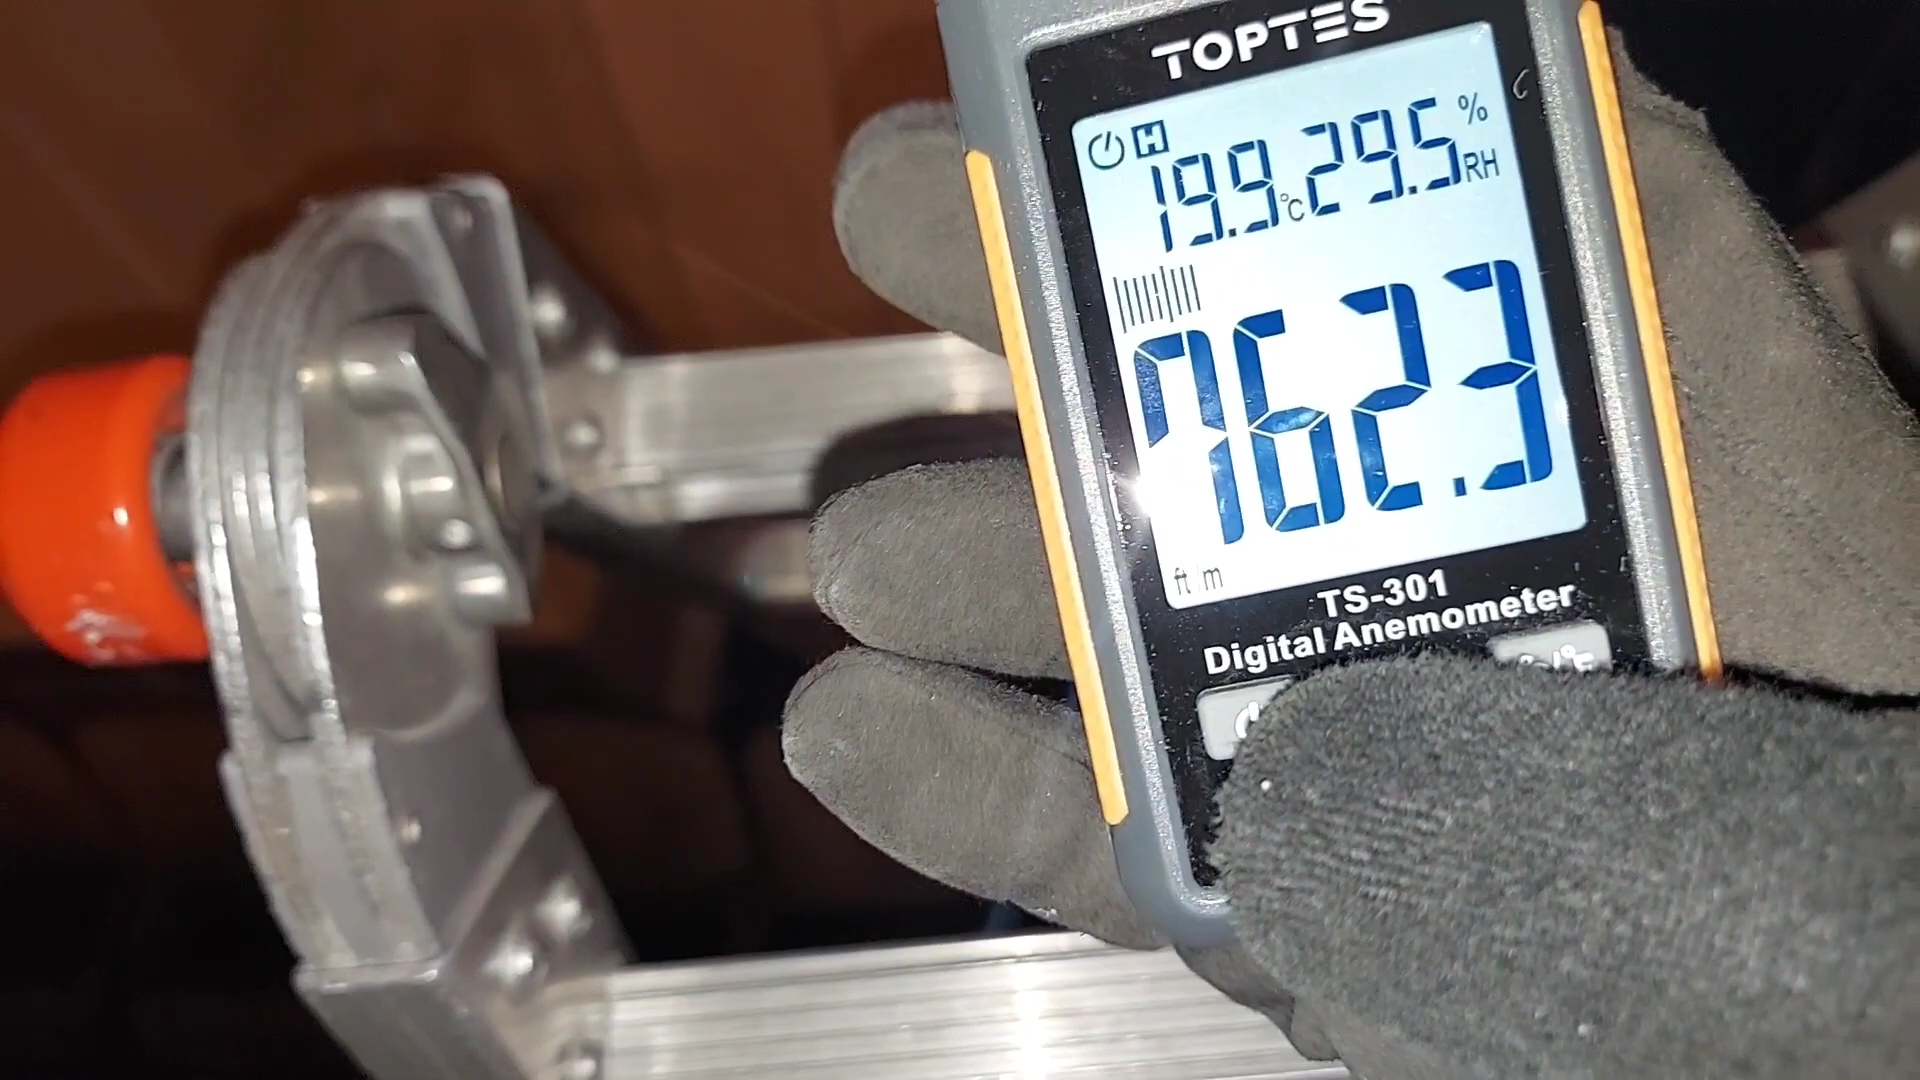 TOPTES
H
19.9°C 29.5% RH
762.3
ft/m
TS-301
Digital Anemometer